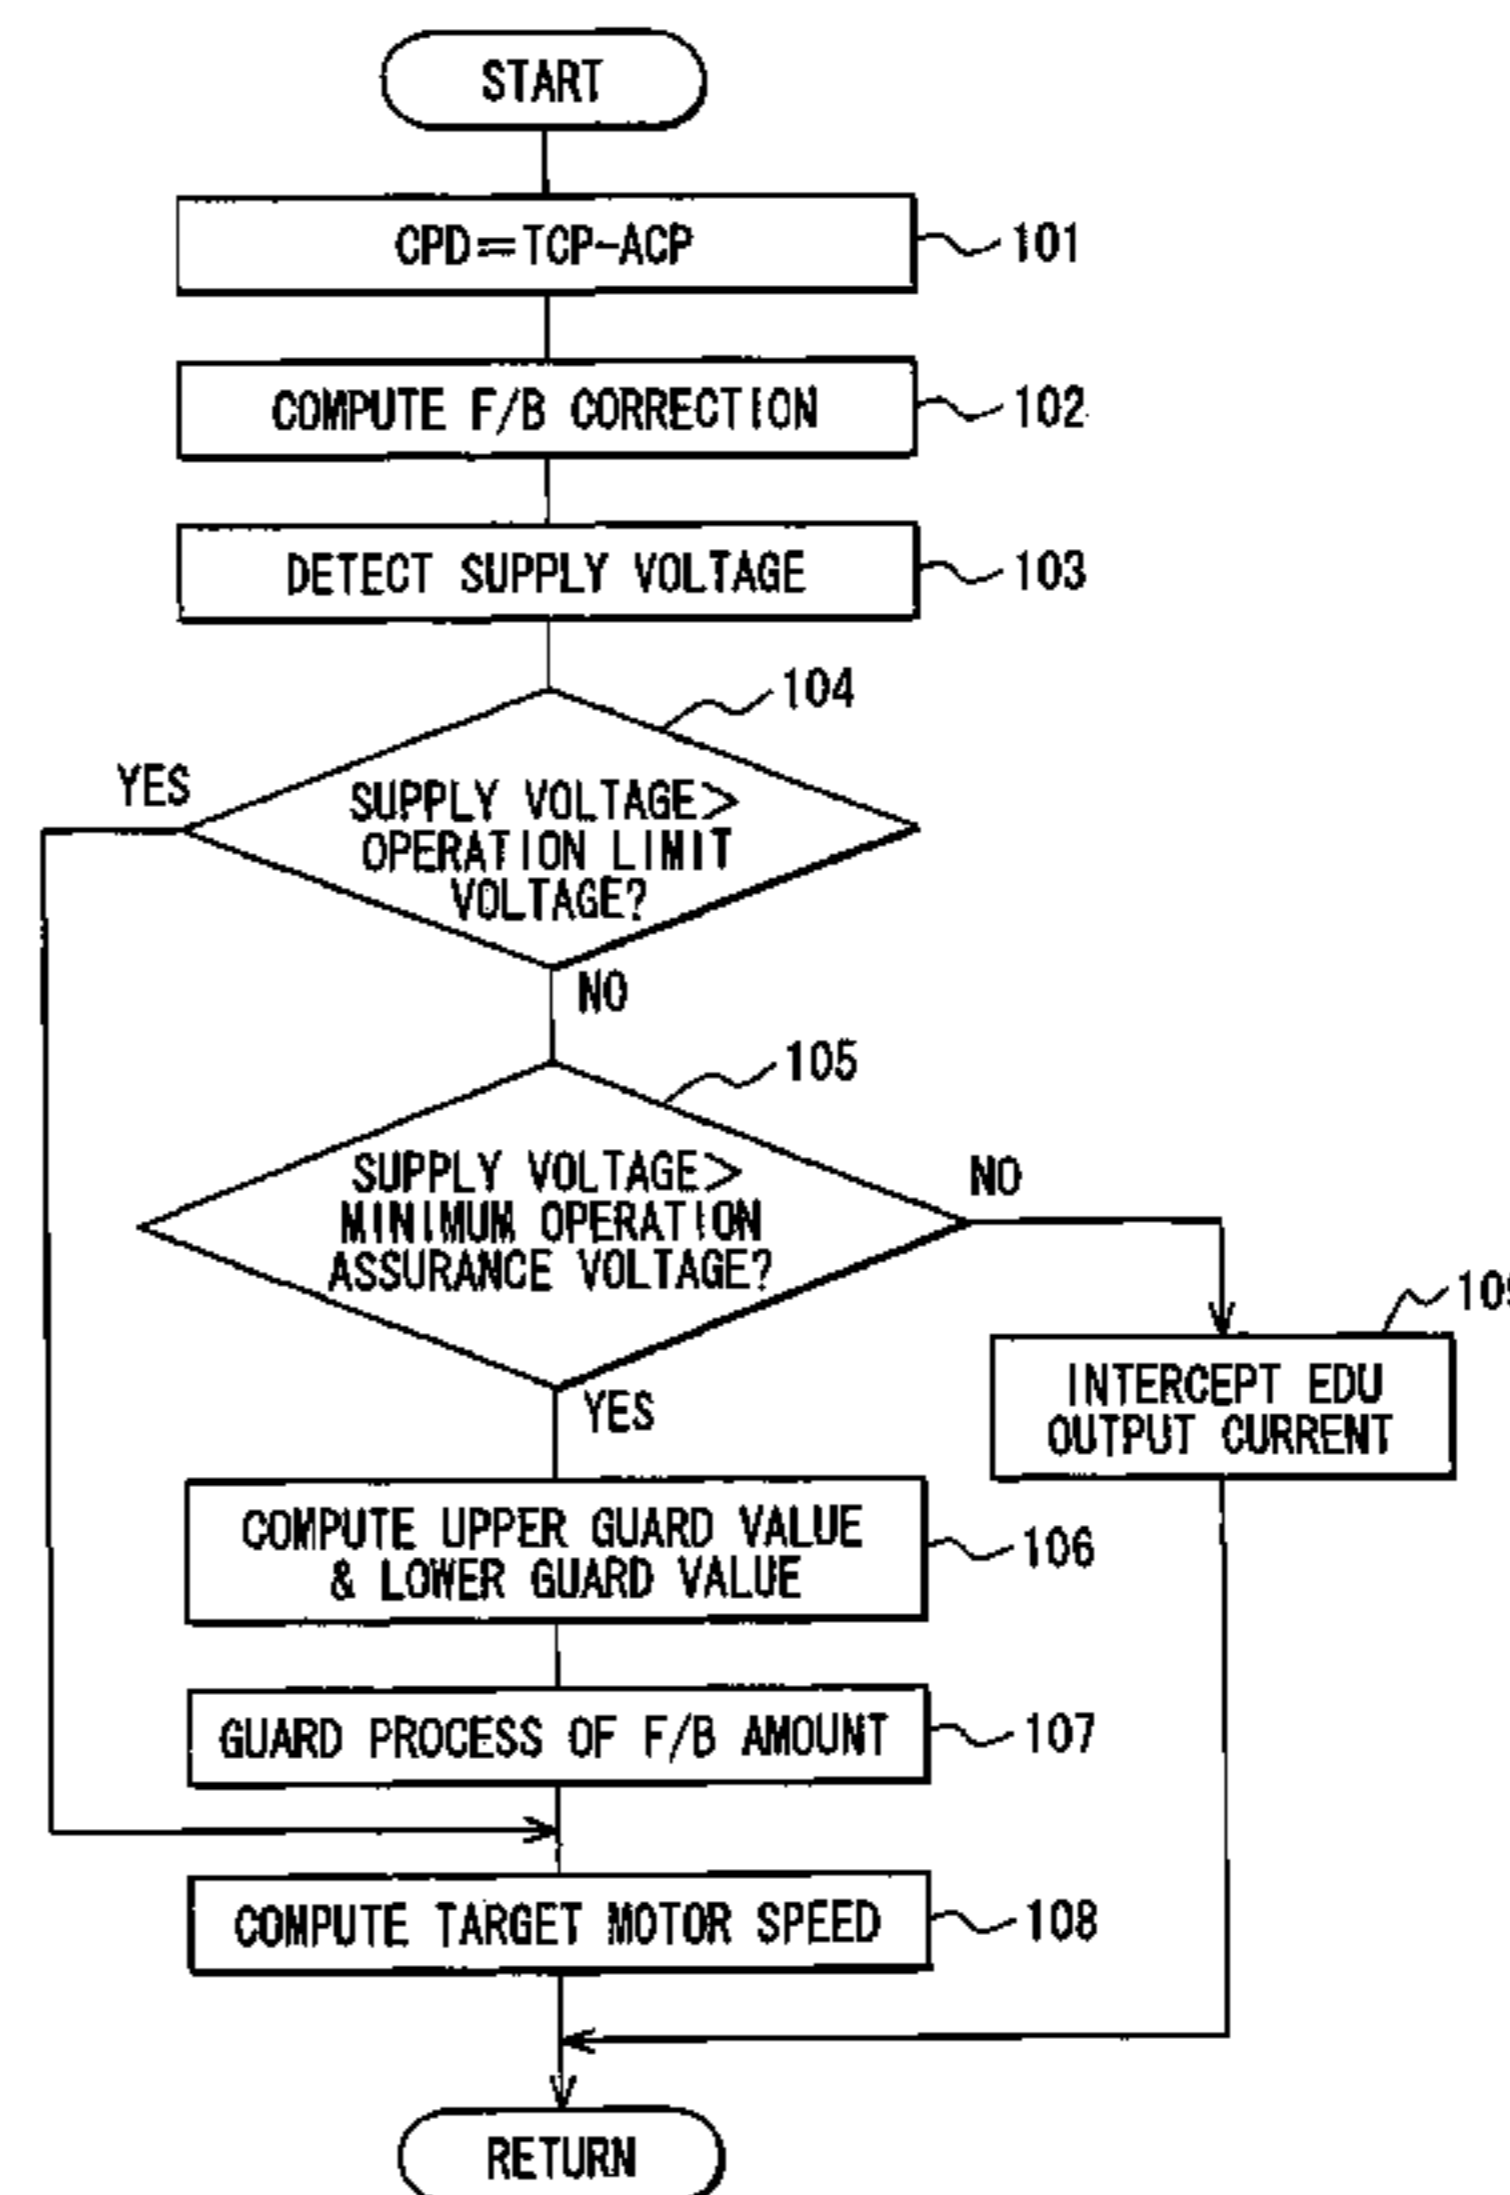 START
CPD=TCP-ACP
101
COMPUTE F/B CORRECTION
102
DETECT SUPPLY VOLTAGE
103
104
YES
SUPPLY VOLTAGE>
OPERATION LIMIT
VOLTAGE?
NO
105
SUPPLY VOLTAGE>
MINIMUM OPERATION
ASSURANCE VOLTAGE?
NO
109
INTERCEPT EDU
OUTPUT CURRENT
YES
COMPUTE UPPER GUARD VALUE
& LOWER GUARD VALUE
106
GUARD PROCESS OF F/B AMOUNT
107
COMPUTE TARGET MOTOR SPEED
108
RETURN